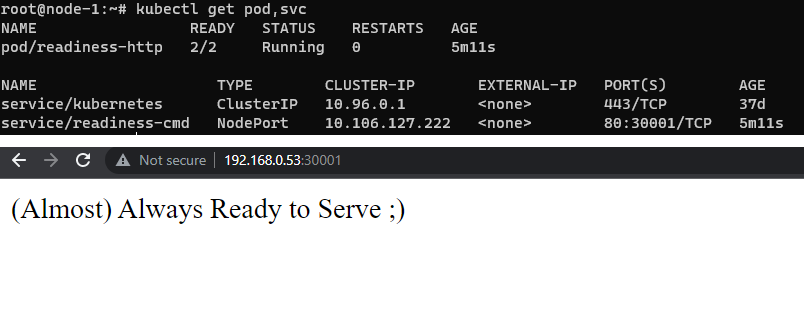 root@node-1:~# kubectl get pod,svc
NAME READY STATUS RESTARTS AGE
pod/readiness-http 2/2 Running 0 5m11s
NAME TYPE CLUSTER-IP EXTERNAL-IP PORT(S) AGE
service/kubernetes ClusterIP 10.96.0.1 <none> 443/TCP 37d
service/readiness-cmd NodePort 10.106.127.222 <none> 80:30001/TCP 5m11s
Not secure 192.168.0.53:30001
(Almost) Always Ready to Serve ;)